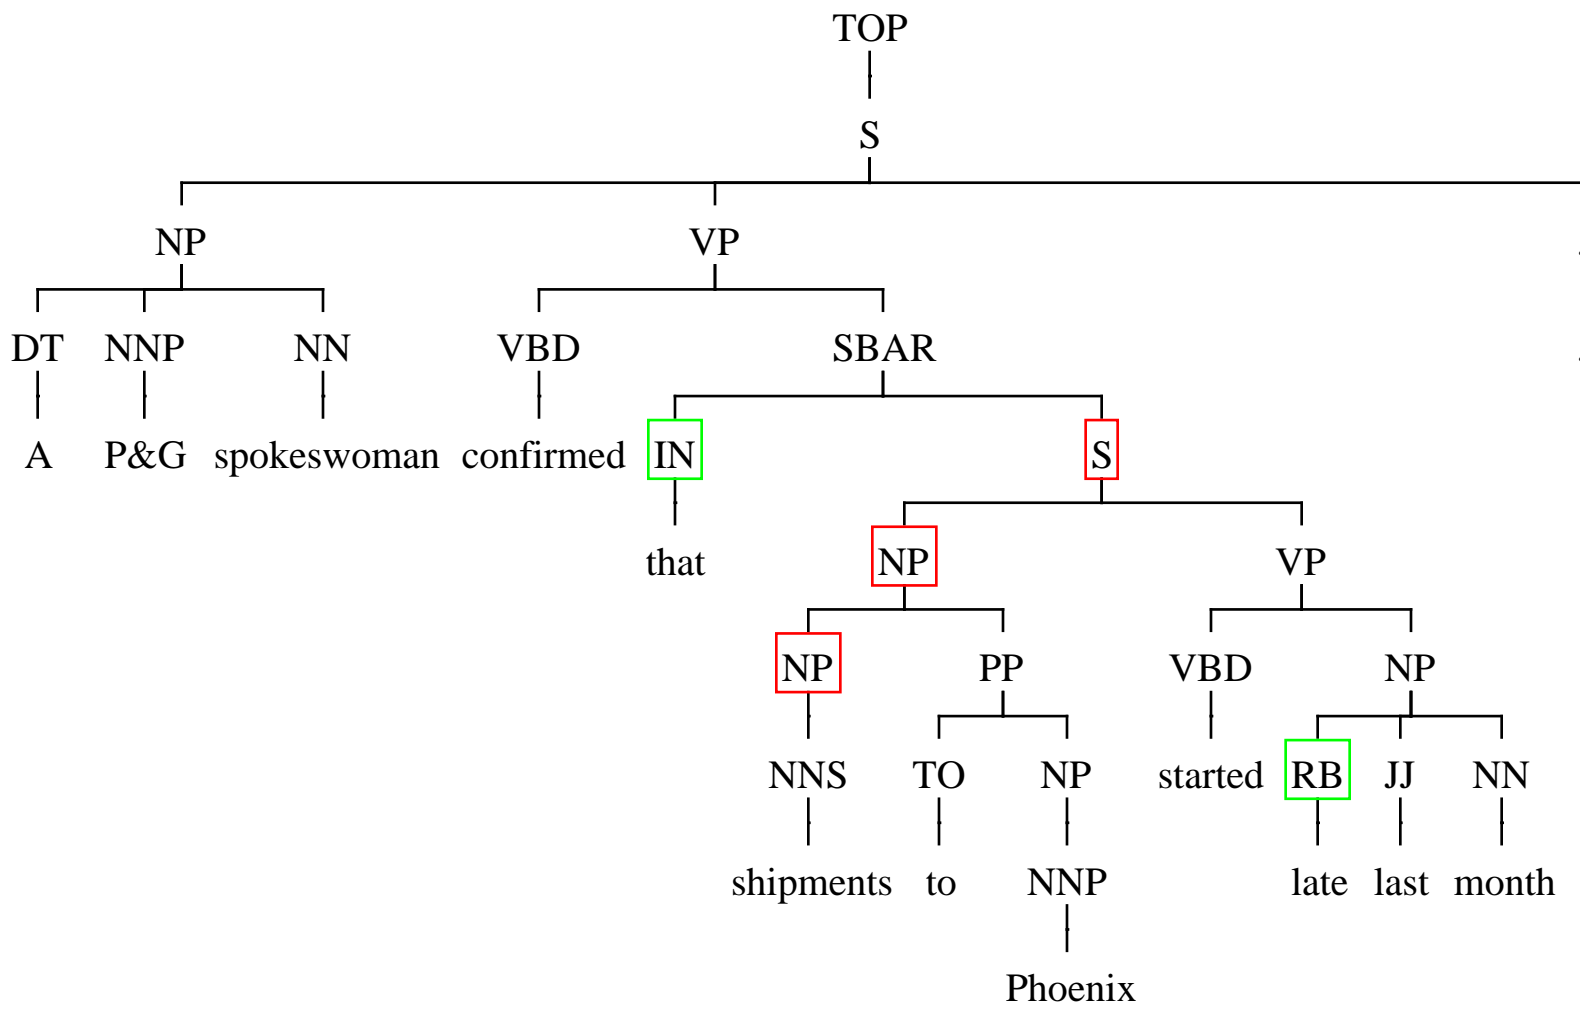 TOP
S
NP VP .
DT NNP NN VBD SBAR .
A P&G spokeswoman confirmed IN S
that NP VP
NP PP VBD NP
NNS TO NP started RB JJ NN
shipments to NNP late last month
Phoenix